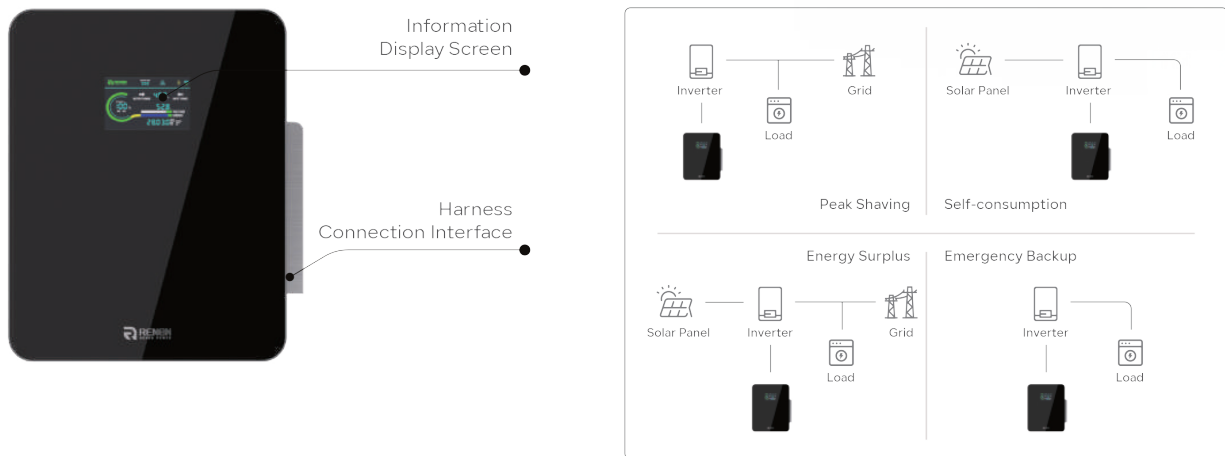 Information
Display Screen
Harness
Connection Interface
RENON
Inverter
Grid
Load
Peak Shaving
Solar Panel
Inverter
Load
Self-consumption
Energy Surplus
Solar Panel
Inverter
Grid
Load
Emergency Backup
Inverter
Load